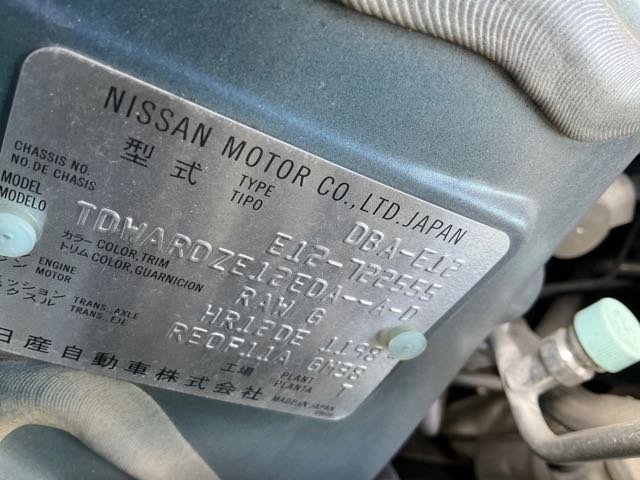 NISSAN MOTOR CO.,LTD.JAPAN
型式 TYPE TIPO DBA-E12
CHASSIS NO. NO DE CHASIS E12-722555
MODEL MODELO TDWARDZE12EDA--A-D
カラー トリム COLOR,TRIM COLOR,GUARNICION RAW G
ENGINE MOTOR HR12DE 1198
TRANS.AXLE TRANS.EJE RE0F11A GM38
工場 PLANT PLANTA T
日産自動車株式会社 MADE IN JAPAN